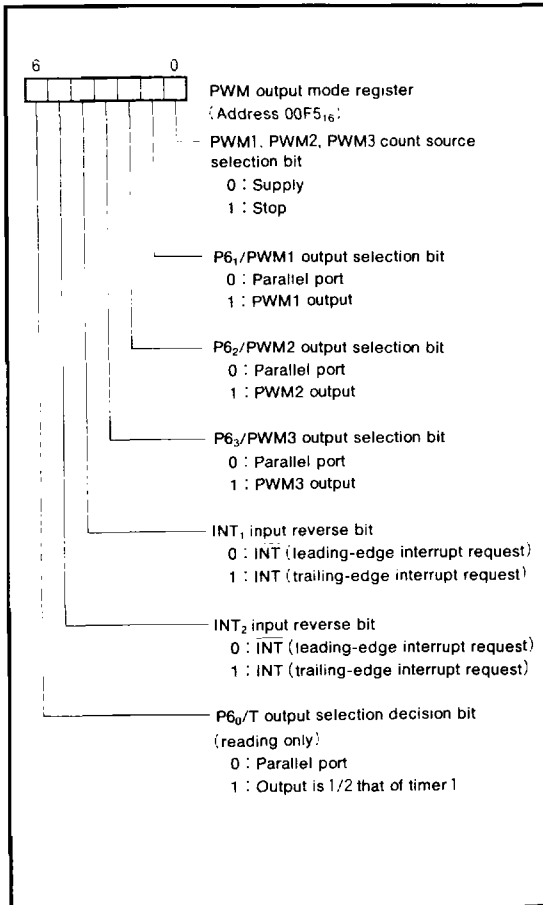 6 0
PWM output mode register
(Address 00F5₁₆)
PWM1, PWM2, PWM3 count source
selection bit
0 : Supply
1 : Stop
P6₁/PWM1 output selection bit
0 : Parallel port
1 : PWM1 output
P6₂/PWM2 output selection bit
0 : Parallel port
1 : PWM2 output
P6₃/PWM3 output selection bit
0 : Parallel port
1 : PWM3 output
INT₁ input reverse bit
0 : I̅N̅T̅ (leading-edge interrupt request)
1 : INT (trailing-edge interrupt request)
INT₂ input reverse bit
0 : I̅N̅T̅ (leading-edge interrupt request)
1 : INT (trailing-edge interrupt request)
P6₀/T output selection decision bit
(reading only)
0 : Parallel port
1 : Output is 1/2 that of timer 1